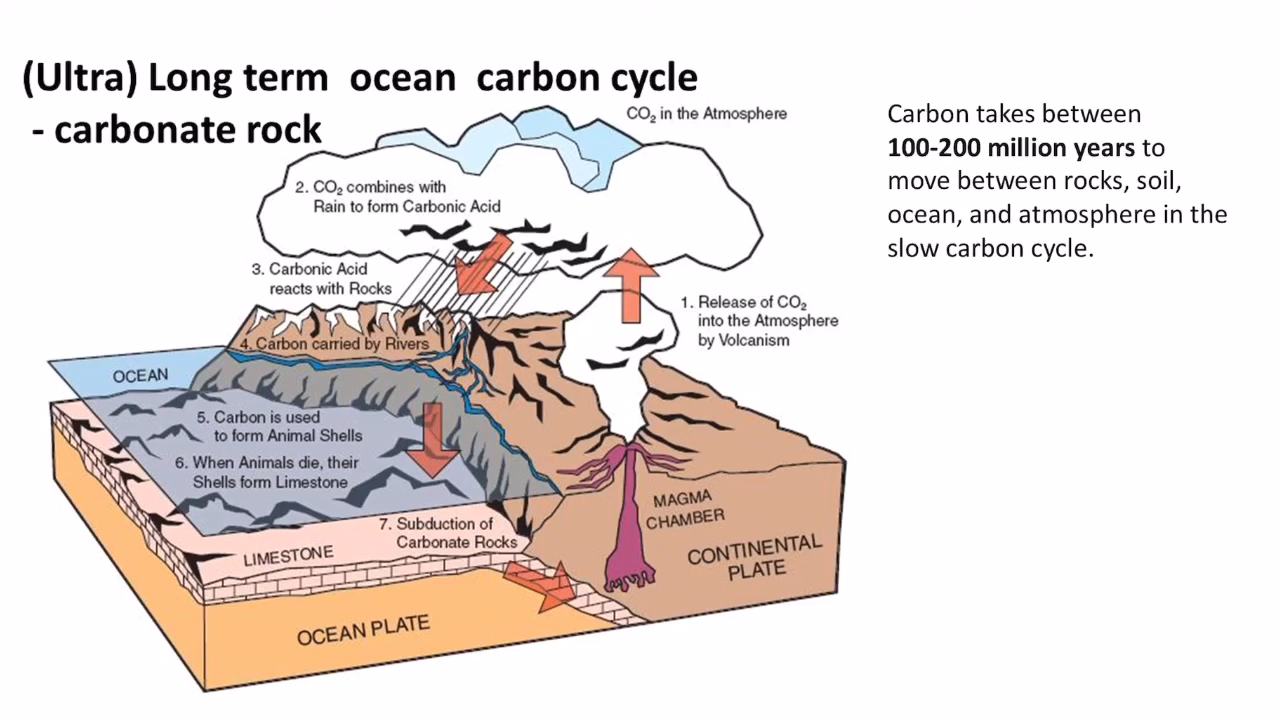 (Ultra) Long term ocean carbon cycle
- carbonate rock
CO₂ in the Atmosphere
Carbon takes between
100-200 million years to
move between rocks, soil,
ocean, and atmosphere in the
slow carbon cycle.
2. CO₂ combines with
Rain to form Carbonic Acid
3. Carbonic Acid
reacts with Rocks
1. Release of CO₂
into the Atmosphere
by Volcanism
4. Carbon carried by Rivers
OCEAN
5. Carbon is used
to form Animal Shells
6. When Animals die, their
Shells form Limestone
7. Subduction of
Carbonate Rocks
LIMESTONE
MAGMA
CHAMBER
CONTINENTAL
PLATE
OCEAN PLATE